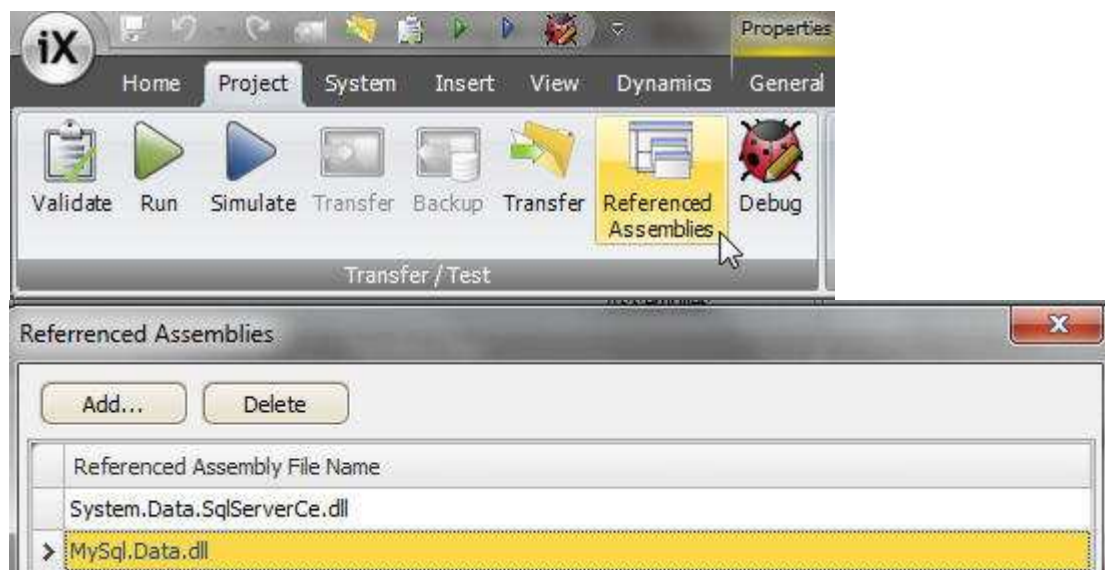 iX
Properties
Home Project System Insert View Dynamics General
Validate Run Simulate Transfer Backup Transfer Referenced Assemblies Debug
Transfer/Test
Referrenced Assemblies
Add... Delete
Referenced Assembly File Name
System.Data.SqlServerCe.dll
MySql.Data.dll